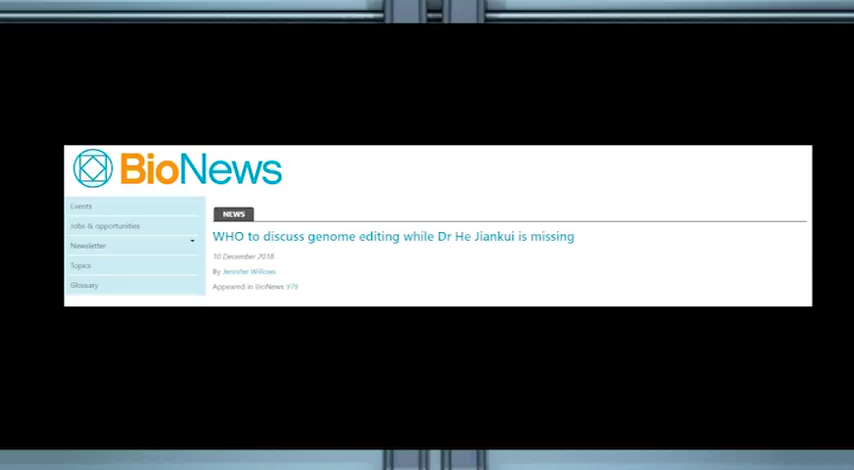 BioNews
Events
Jobs & opportunities
Newsletter
Topics
Glossary
NEWS
WHO to discuss genome editing while Dr He Jiankui is missing
10 December 2018
By Jennifer Willows
Appeared in BioNews 979